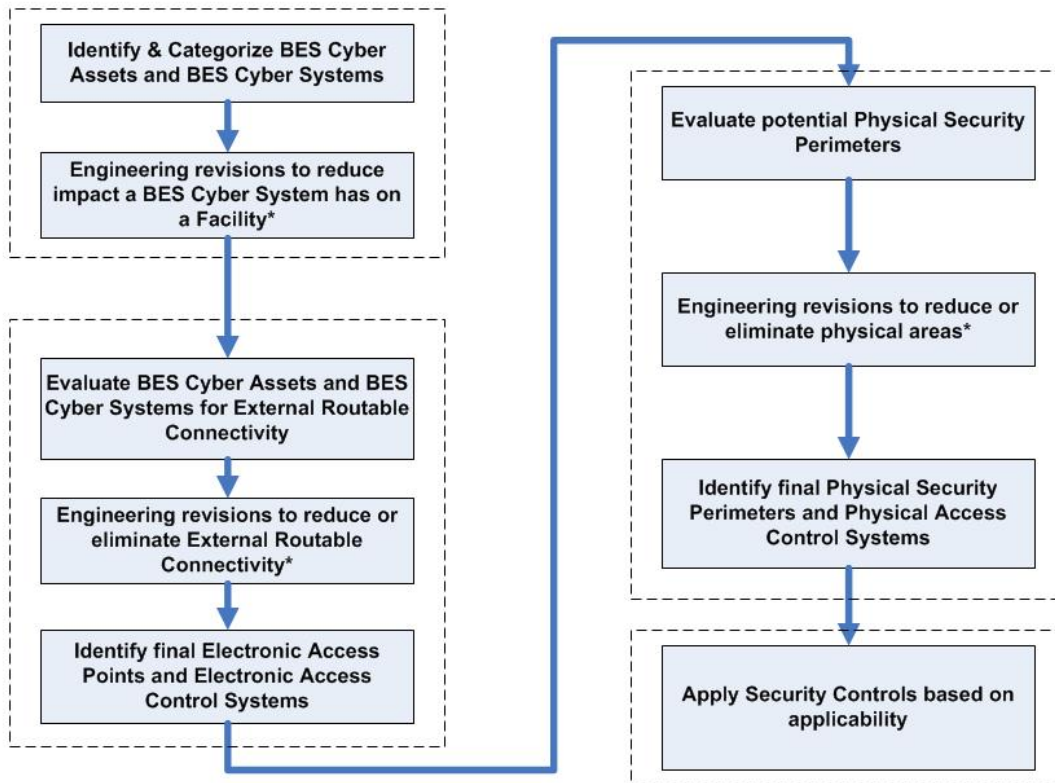 Identify & Categorize BES Cyber
Assets and BES Cyber Systems
Engineering revisions to reduce
impact a BES Cyber System has on
a Facility*
Evaluate BES Cyber Assets and BES
Cyber Systems for External Routable
Connectivity
Engineering revisions to reduce or
eliminate External Routable
Connectivity*
Identify final Electronic Access
Points and Electronic Access
Control Systems
Evaluate potential Physical Security
Perimeters
Engineering revisions to reduce or
eliminate physical areas*
Identify final Physical Security
Perimeters and Physical Access
Control Systems
Apply Security Controls based on
applicability